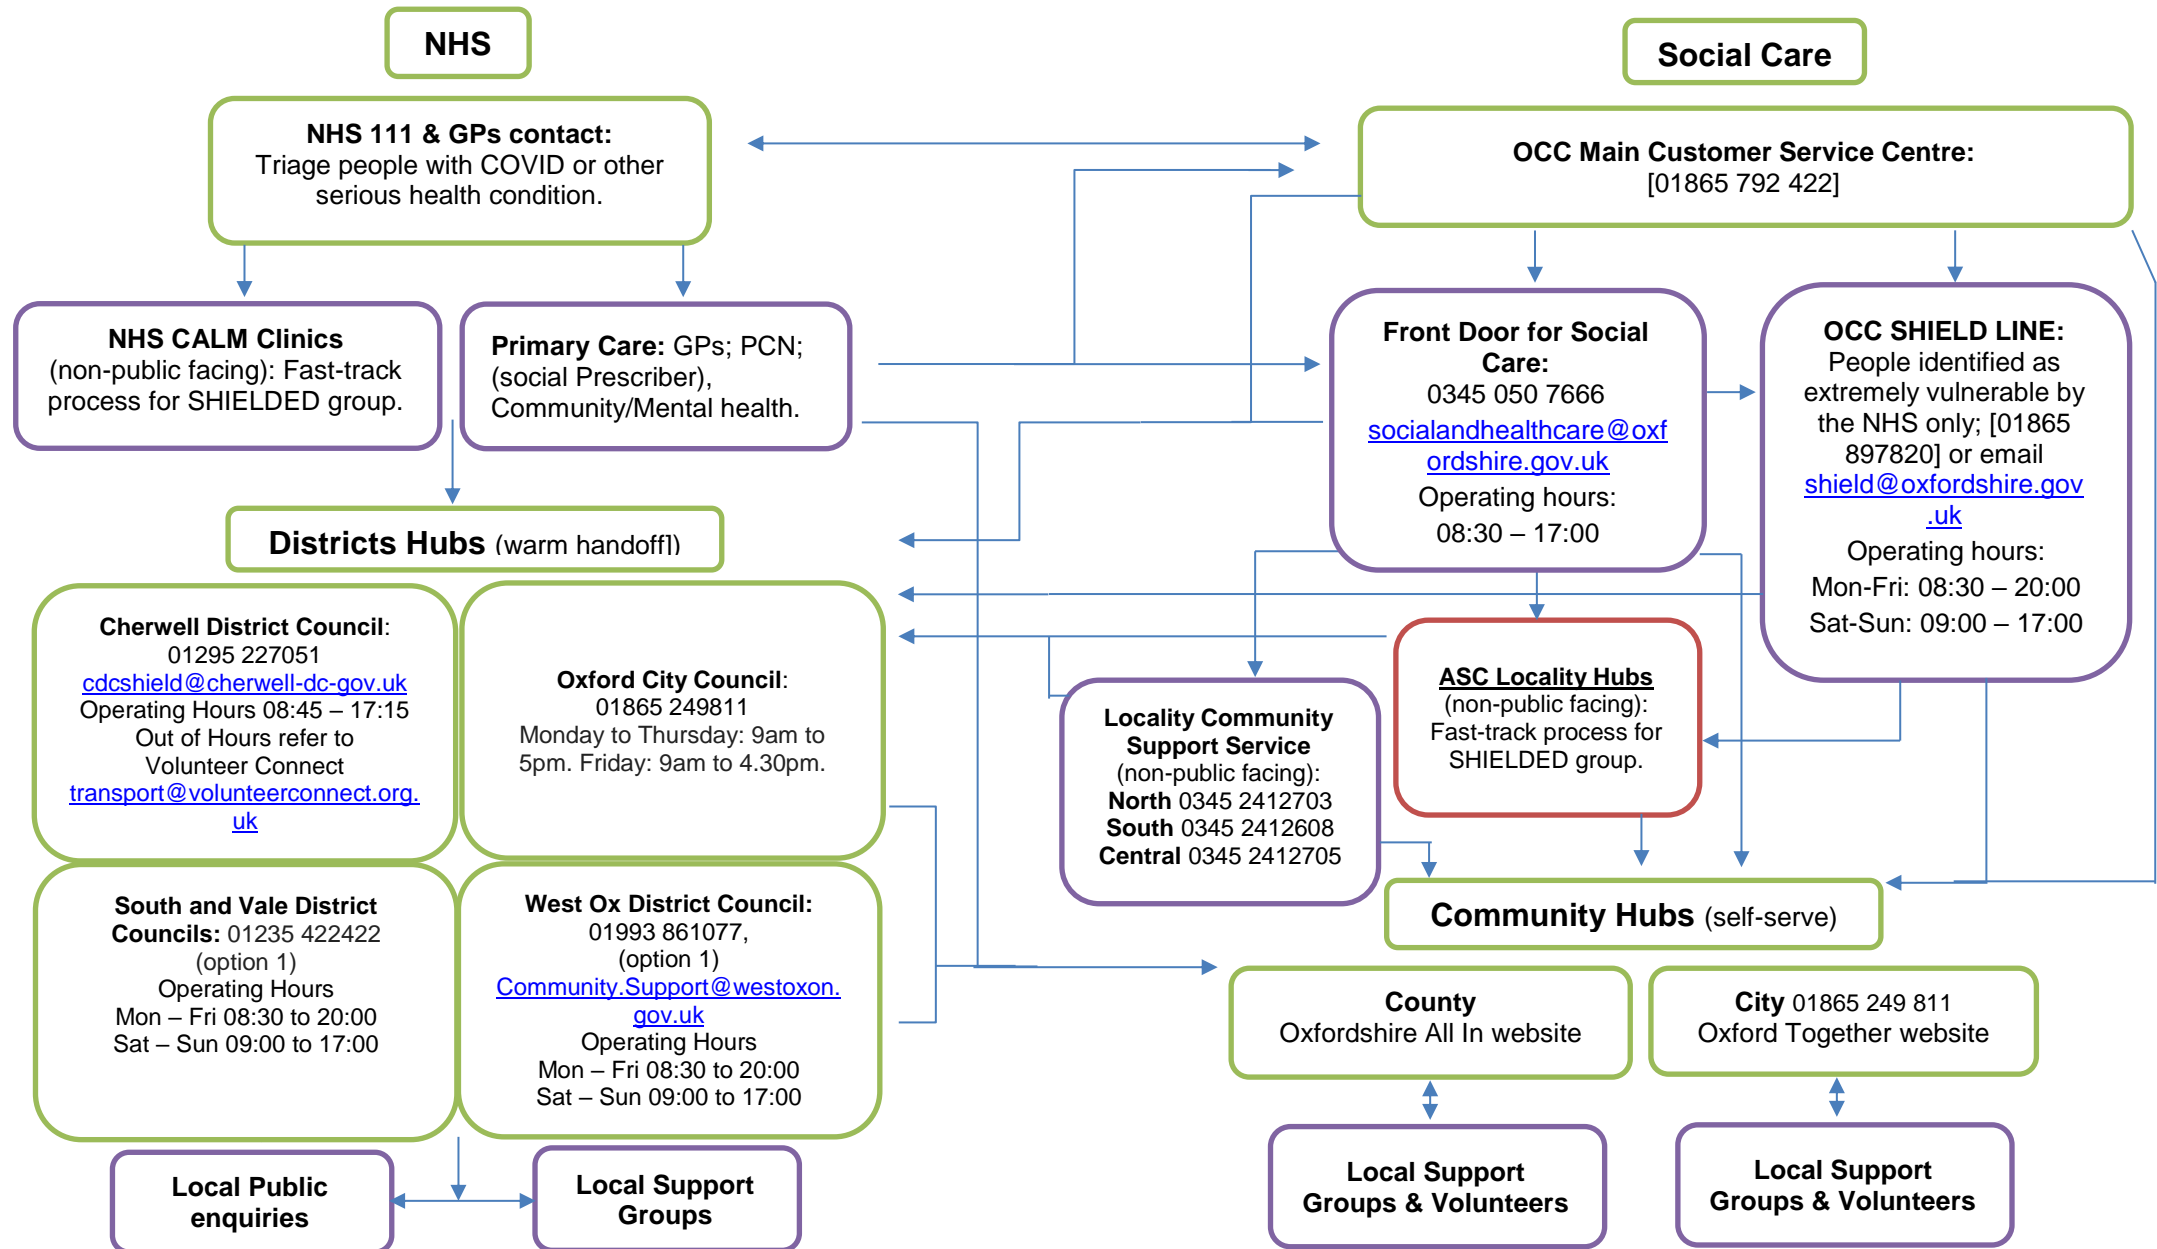 NHS
Social Care
NHS 111 & GPs contact:
Triage people with COVID or other
serious health condition.
OCC Main Customer Service Centre:
[01865 792 422]
NHS CALM Clinics
(non-public facing): Fast-track
process for SHIELDED group.
Primary Care: GPs; PCN;
(social Prescriber),
Community/Mental health.
Front Door for Social
Care:
0345 050 7666
socialandhealthcare@oxf
ordshire.gov.uk
Operating hours:
08:30 – 17:00
OCC SHIELD LINE:
People identified as
extremely vulnerable by
the NHS only; [01865
897820] or email
shield@oxfordshire.gov
.uk
Operating hours:
Mon-Fri: 08:30 – 20:00
Sat-Sun: 09:00 – 17:00
Districts Hubs (warm handoff])
Cherwell District Council:
01295 227051
cdcshield@cherwell-dc-gov.uk
Operating Hours 08:45 – 17:15
Out of Hours refer to
Volunteer Connect
transport@volunteerconnect.org.
uk
Oxford City Council:
01865 249811
Monday to Thursday: 9am to
5pm. Friday: 9am to 4.30pm.
Locality Community
Support Service
(non-public facing):
North 0345 2412703
South 0345 2412608
Central 0345 2412705
ASC Locality Hubs
(non-public facing):
Fast-track process for
SHIELDED group.
South and Vale District
Councils: 01235 422422
(option 1)
Operating Hours
Mon – Fri 08:30 to 20:00
Sat – Sun 09:00 to 17:00
West Ox District Council:
01993 861077,
(option 1)
Community.Support@westoxon.
gov.uk
Operating Hours
Mon – Fri 08:30 to 20:00
Sat – Sun 09:00 to 17:00
Community Hubs (self-serve)
County
Oxfordshire All In website
City 01865 249 811
Oxford Together website
Local Public
enquiries
Local Support
Groups
Local Support
Groups & Volunteers
Local Support
Groups & Volunteers